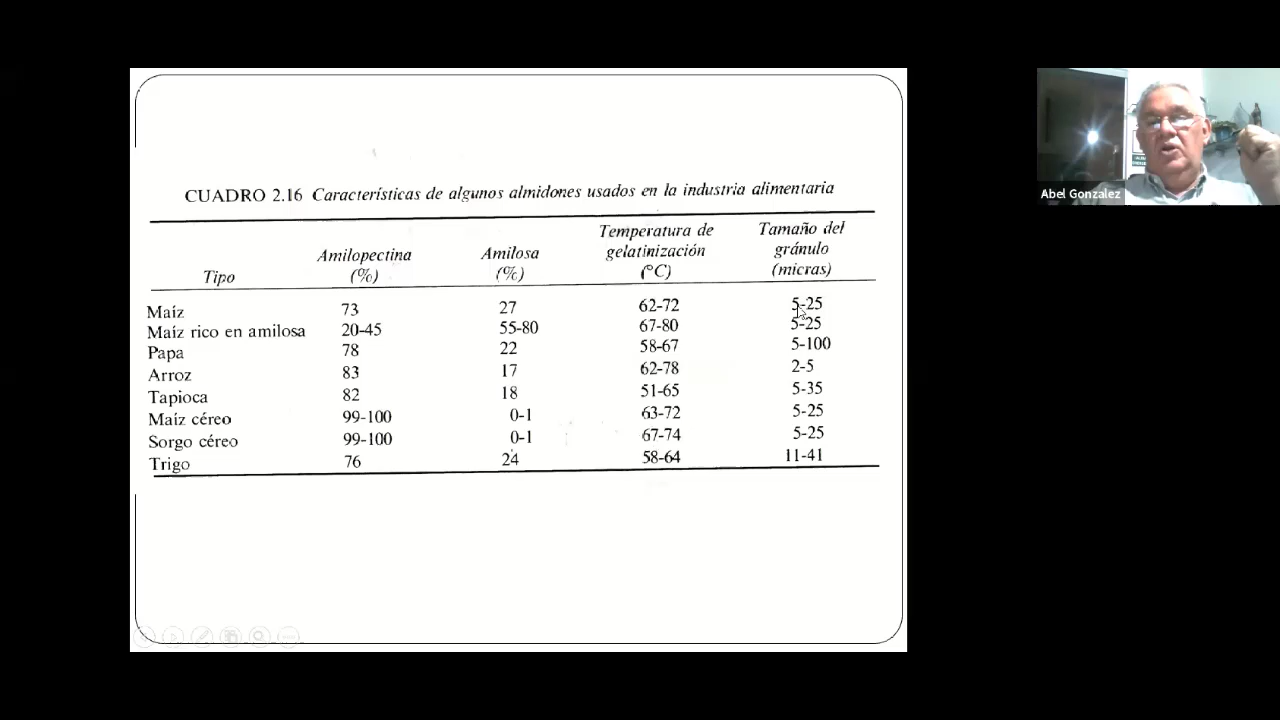 CUADRO 2.16 Características de algunos almidones usados en la industria alimentaria
Tipo Amilopectina (%) Amilosa (%) Temperatura de gelatinización (°C) Tamaño del gránulo (micras)
Maíz 73 27 62-72 5-25
Maíz rico en amilosa 20-45 55-80 67-80 5-25
Papa 78 22 58-67 5-100
Arroz 83 17 62-78 2-5
Tapioca 82 18 51-65 5-35
Maíz céreo 99-100 0-1 63-72 5-25
Sorgo céreo 99-100 0-1 67-74 5-25
Trigo 76 24 58-64 11-41
Abel Gonzalez